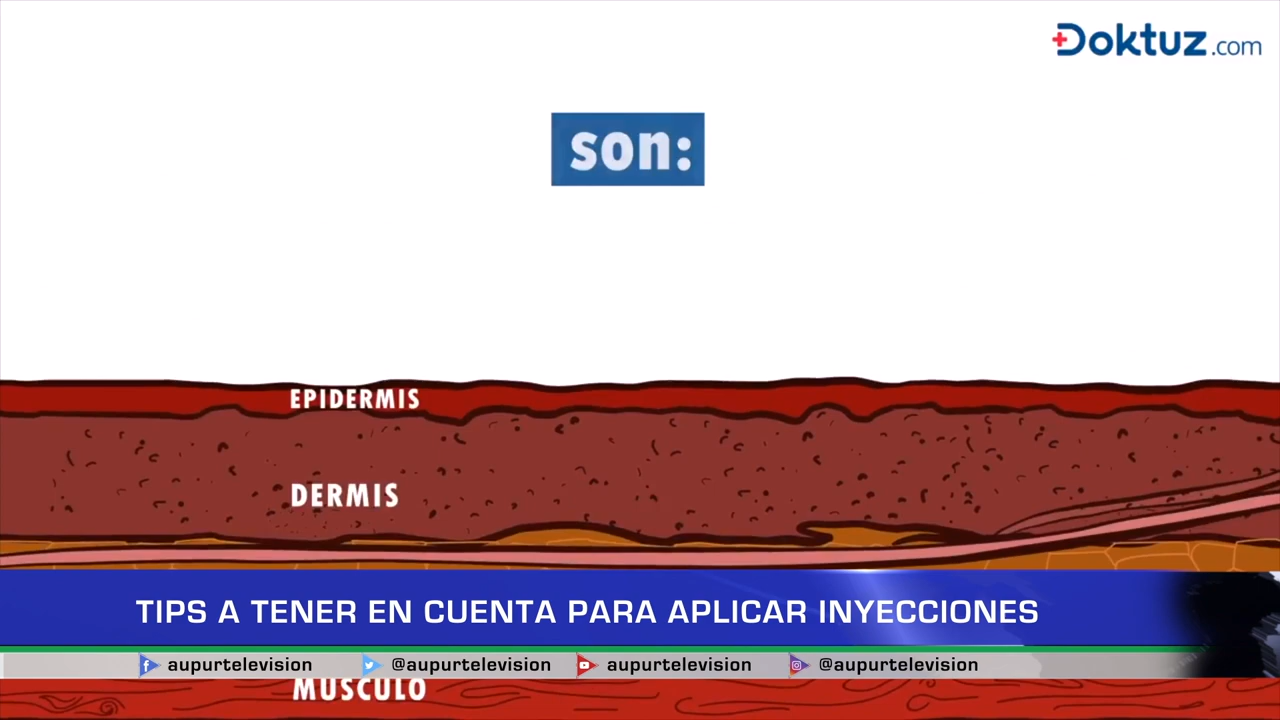 Doktuz.com
son:
EPIDERMIS
DERMIS
TIPS A TENER EN CUENTA PARA APLICAR INYECCIONES
aupurtelevision @aupurtelevision aupurtelevision @aupurtelevision
MUSCULO